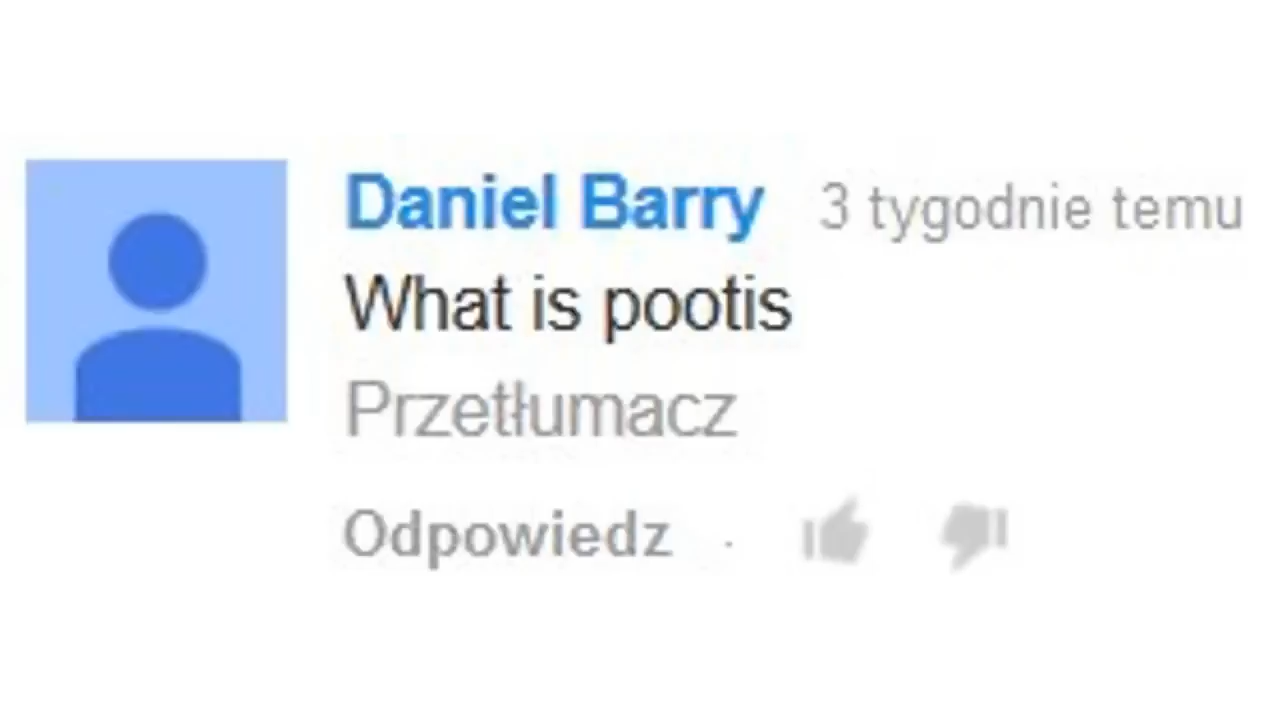 Daniel Barry 3 tygodnie temu
What is pootis
Przetłumacz
Odpowiedz ·